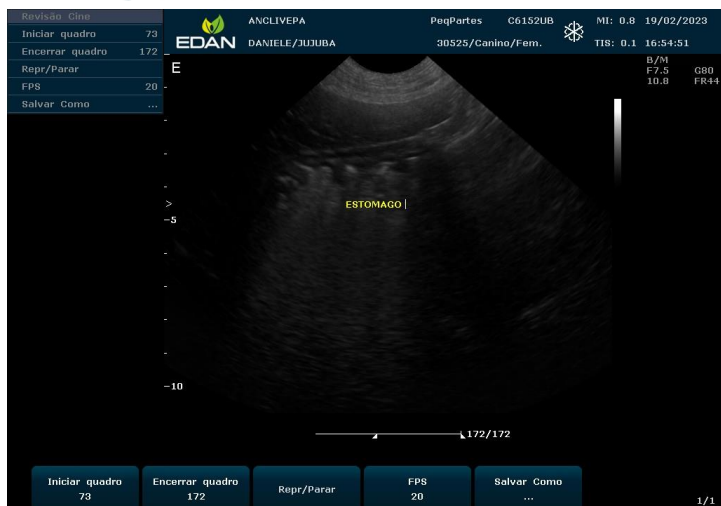 Revisão Cine
Iniciar quadro 73
Encerrar quadro 172
Repr/Parar
FPS 20
Salvar Como ...
EDAN
ANCLIVEPA PeqPartes C6152UB MI: 0.8 19/02/2023
DANIELE/JUJUBA 30525/Canino/Fem. TIS: 0.1 16:54:51
B/M
F7.5 G80
10.8 FR44
E
ESTOMAGO
>
-5
-10
172/172
Iniciar quadro
73
Encerrar quadro
172
Repr/Parar
FPS
20
Salvar Como
...
1/1